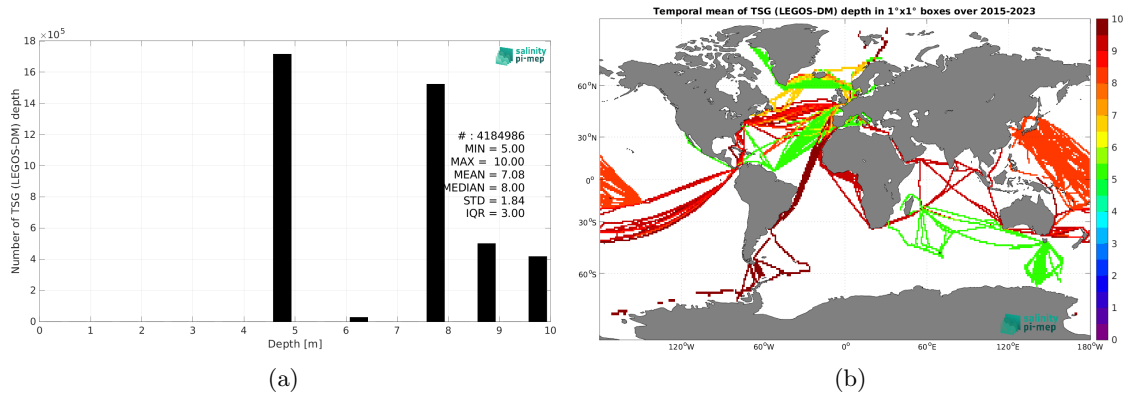 18 ×10⁵
16
14
12
10
8
6
4
2
0
0 1 2 3 4 5 6 7 8 9 10
Number of TSG (LEGOS-DM) depth
Depth [m]
salinity
pi-mep
# : 4184986
MIN = 5.00
MAX = 10.00
MEAN = 7.08
MEDIAN = 8.00
STD = 1.84
IQR = 3.00
(a)
Temporal mean of TSG (LEGOS-DM) depth in 1°x1° boxes over 2015-2023
60°N
30°N
0°
30°S
60°S
120°W 60°W 0° 60°E 120°E 180°W
salinity
pi-mep
10
9
8
7
6
5
4
3
2
1
0
(b)